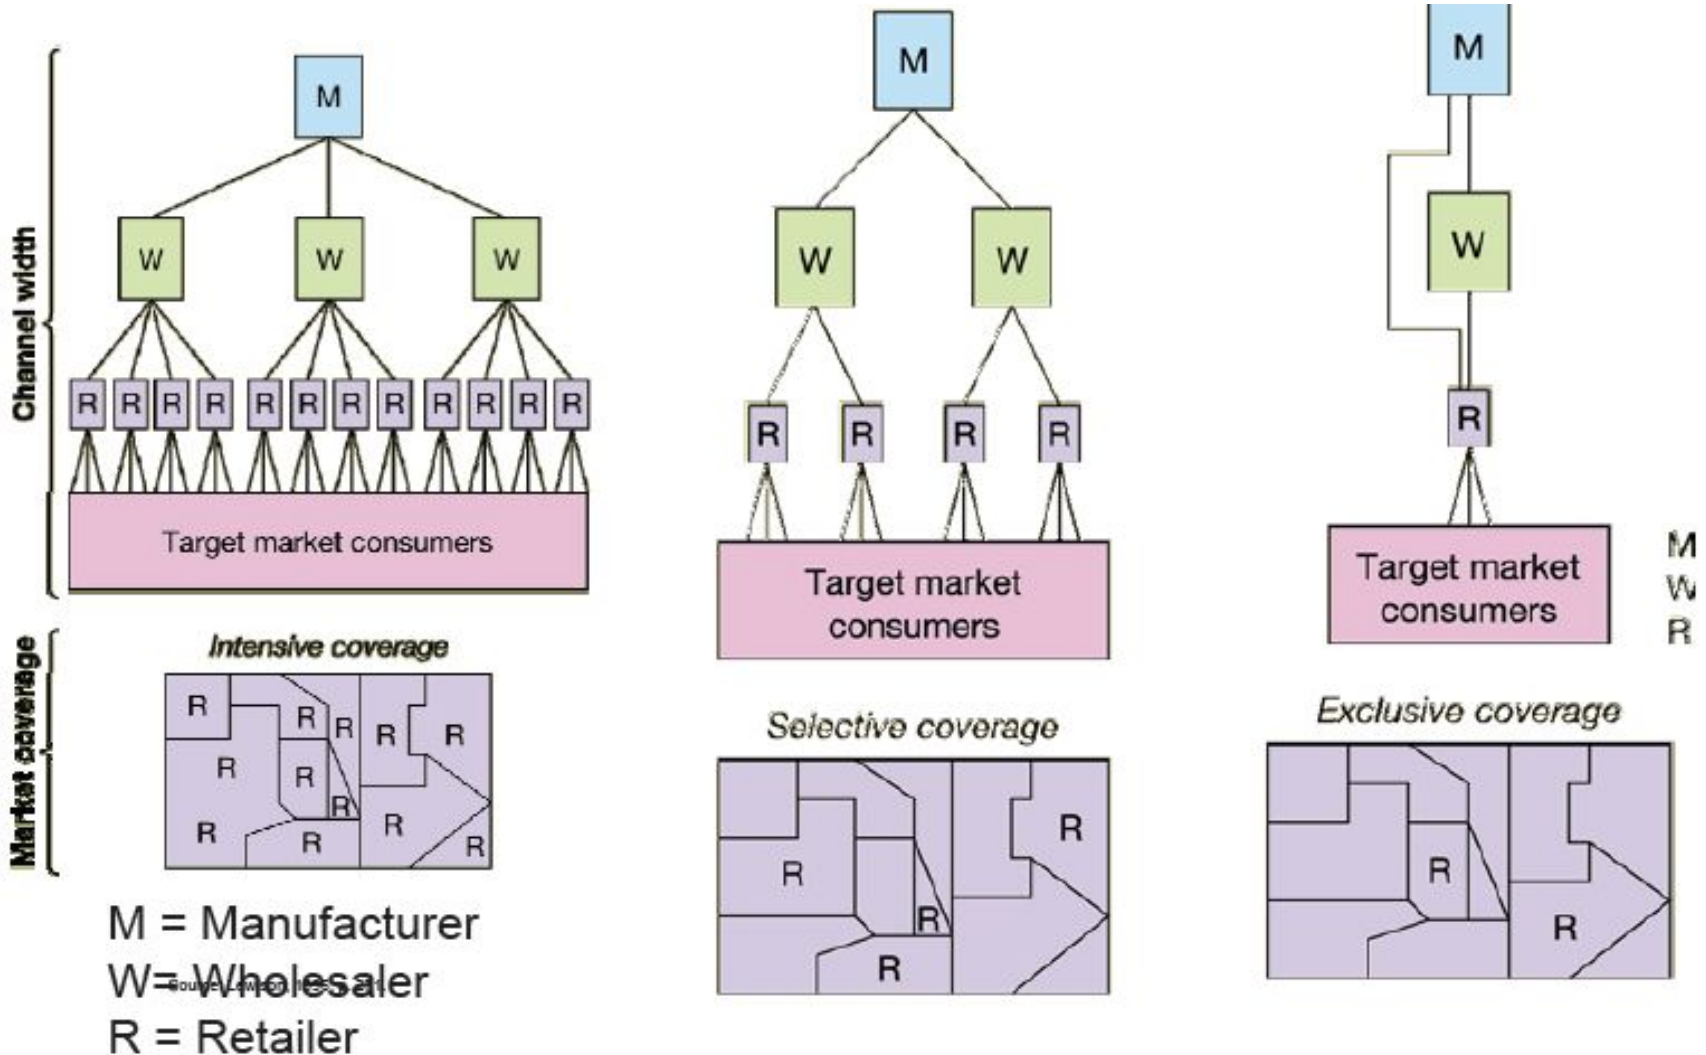 M
W W W
R R R R R R R R R R R R
Target market consumers
Channel width
Intensive coverage
R R R R R
R R
R R R
R R
Market coverage
M
W W
R R R R
Target market
consumers
Selective coverage
R
R
R
R
M
W
R
Target market
consumers
Exclusive coverage
R
R
M
W
R
M = Manufacturer
W= Wholesaler
R = Retailer